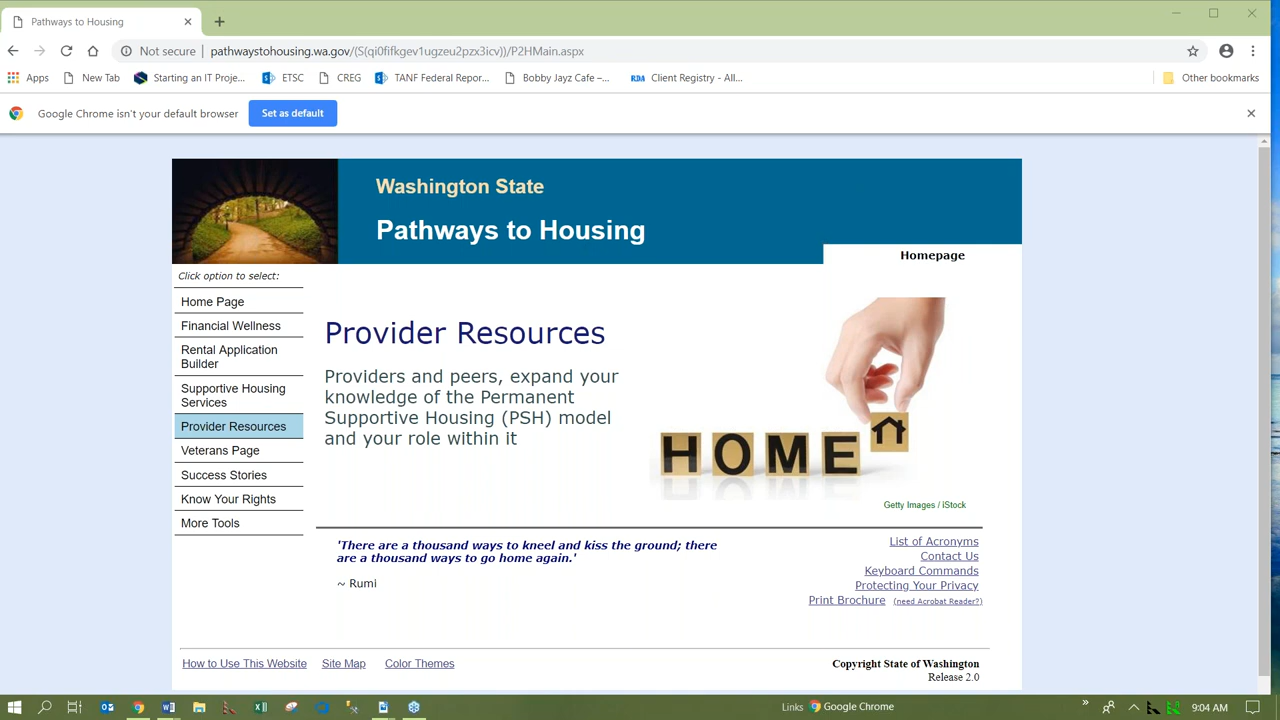 Pathways to Housing
Not secure | pathwaystohousing.wa.gov/(S(qi0fifkgev1ugzeu2pzx3icv))/P2HMain.aspx
Apps New Tab Starting an IT Proje... ETSC CREG TANF Federal Repor... Bobby Jayz Cafe –... RDA Client Registry - All... Other bookmarks
Google Chrome isn't your default browser Set as default
Washington State
Pathways to Housing
Homepage
Click option to select:
Home Page
Financial Wellness
Rental Application
Builder
Supportive Housing
Services
Provider Resources
Veterans Page
Success Stories
Know Your Rights
More Tools
Provider Resources
Providers and peers, expand your
knowledge of the Permanent
Supportive Housing (PSH) model
and your role within it
HOME
Getty Images / iStock
'There are a thousand ways to kneel and kiss the ground; there
are a thousand ways to go home again.'
~ Rumi
List of Acronyms
Contact Us
Keyboard Commands
Protecting Your Privacy
Print Brochure (need Acrobat Reader?)
How to Use This Website Site Map Color Themes
Copyright State of Washington
Release 2.0
Links Google Chrome 9:04 AM